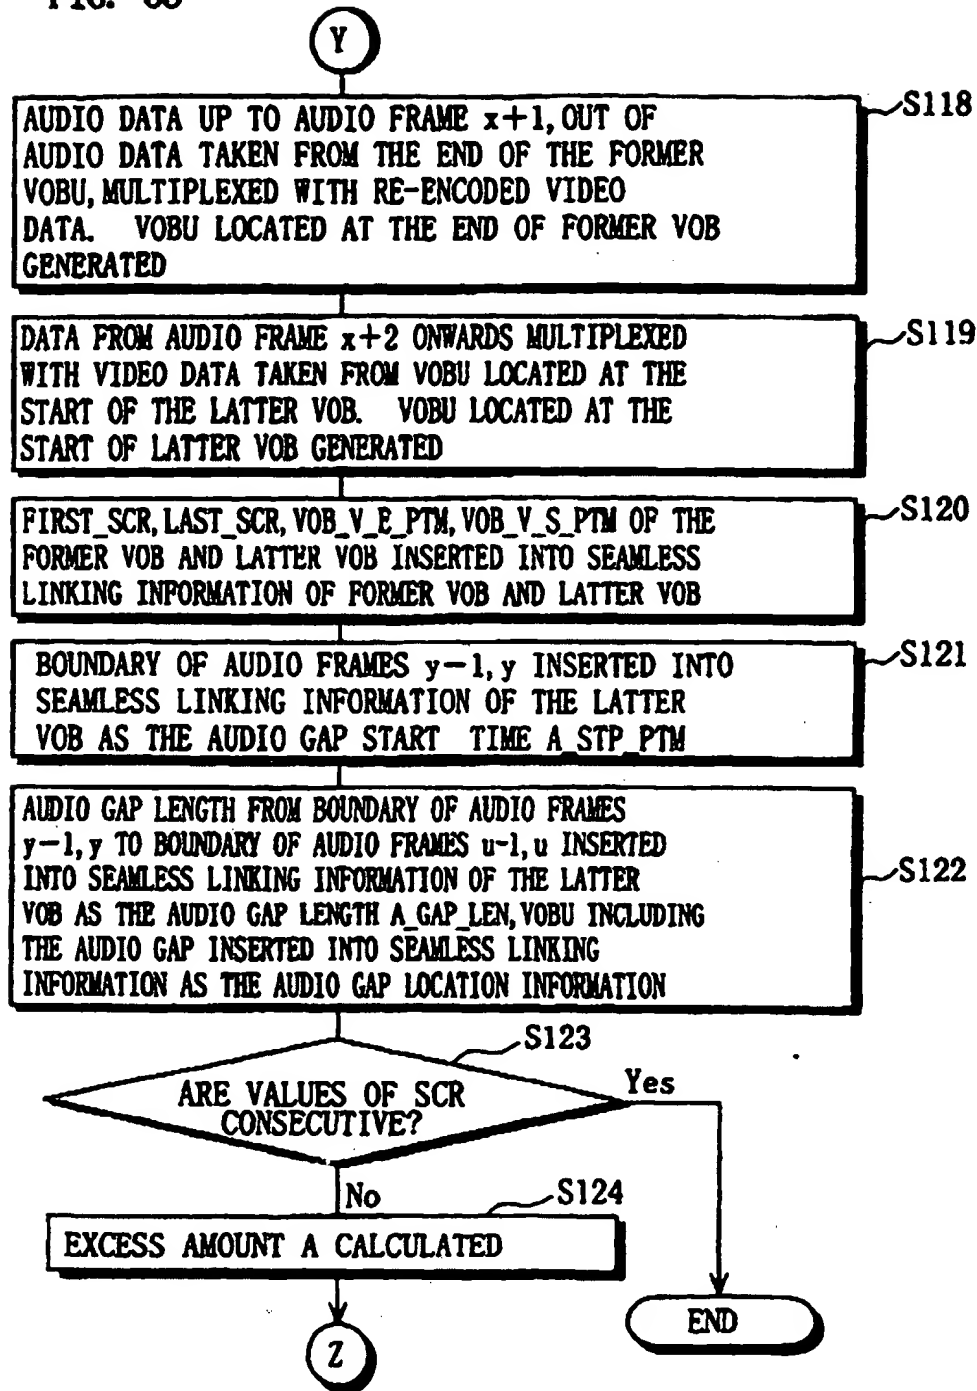 Y
S118
AUDIO DATA UP TO AUDIO FRAME x+1, OUT OF
AUDIO DATA TAKEN FROM THE END OF THE FORMER
VOBU, MULTIPLEXED WITH RE-ENCODED VIDEO
DATA. VOBU LOCATED AT THE END OF FORMER VOB
GENERATED
S119
DATA FROM AUDIO FRAME x+2 ONWARDS MULTIPLEXED
WITH VIDEO DATA TAKEN FROM VOBU LOCATED AT THE
START OF THE LATTER VOB. VOBU LOCATED AT THE
START OF LATTER VOB GENERATED
S120
FIRST_SCR, LAST_SCR, VOB_V_E_PTM, VOB_V_S_PTM OF THE
FORMER VOB AND LATTER VOB INSERTED INTO SEAMLESS
LINKING INFORMATION OF FORMER VOB AND LATTER VOB
S121
BOUNDARY OF AUDIO FRAMES y-1, y INSERTED INTO
SEAMLESS LINKING INFORMATION OF THE LATTER
VOB AS THE AUDIO GAP START TIME A_STP_PTM
S122
AUDIO GAP LENGTH FROM BOUNDARY OF AUDIO FRAMES
y-1, y TO BOUNDARY OF AUDIO FRAMES u-1, u INSERTED
INTO SEAMLESS LINKING INFORMATION OF THE LATTER
VOB AS THE AUDIO GAP LENGTH A_GAP_LEN, VOBU INCLUDING
THE AUDIO GAP INSERTED INTO SEAMLESS LINKING
INFORMATION AS THE AUDIO GAP LOCATION INFORMATION
S123
ARE VALUES OF SCR
CONSECUTIVE?
Yes
No
S124
EXCESS AMOUNT A CALCULATED
END
Z